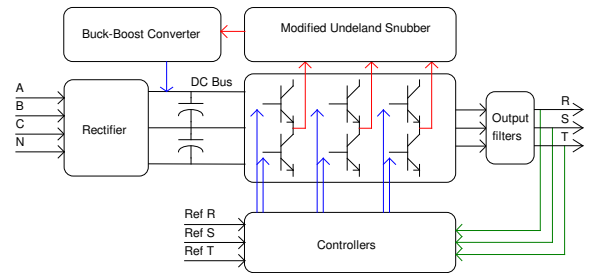 Buck-Boost Converter
Modified Undeland Snubber
DC Bus
A
B
C
N
Rectifier
Output
filters
R
S
T
Ref R
Ref S
Ref T
Controllers